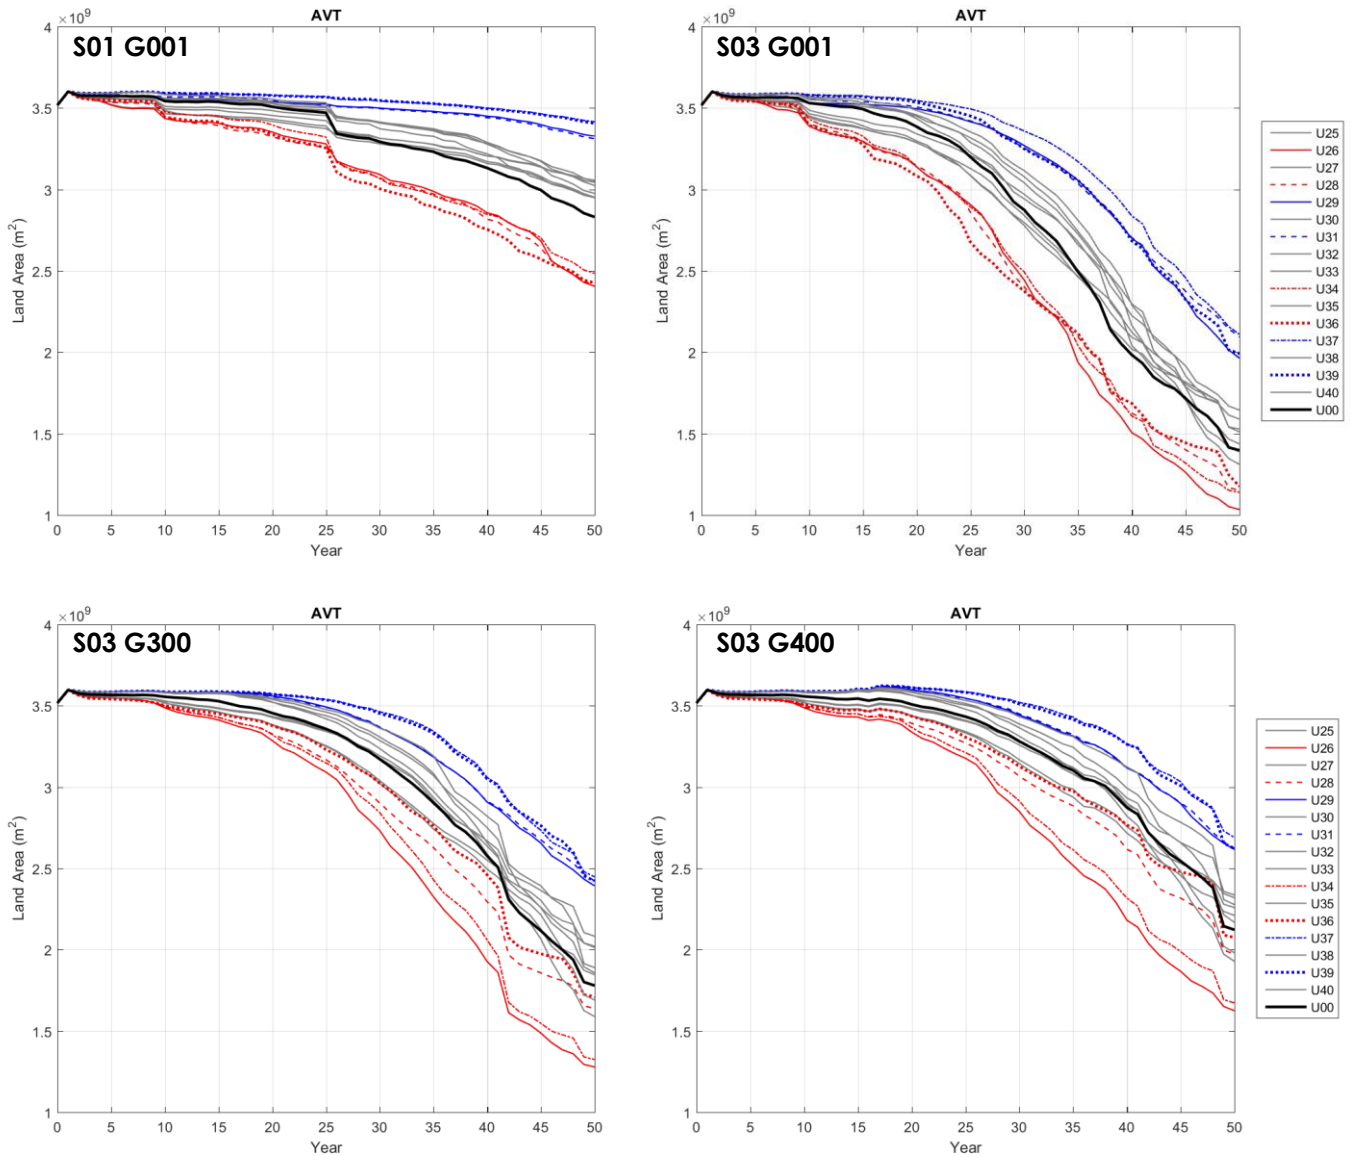 AVT
×10⁹
S01 G001
4
3.5
3
2.5
2
1.5
1
Land Area (m²)
0 5 10 15 20 25 30 35 40 45 50
Year
AVT
×10⁹
S03 G001
4
3.5
3
2.5
2
1.5
1
Land Area (m²)
0 5 10 15 20 25 30 35 40 45 50
Year
U25
U26
U27
U28
U29
U30
U31
U32
U33
U34
U35
U36
U37
U38
U39
U40
U00
AVT
×10⁹
S03 G300
4
3.5
3
2.5
2
1.5
1
Land Area (m²)
0 5 10 15 20 25 30 35 40 45 50
Year
AVT
×10⁹
S03 G400
4
3.5
3
2.5
2
1.5
1
Land Area (m²)
0 5 10 15 20 25 30 35 40 45 50
Year
U25
U26
U27
U28
U29
U30
U31
U32
U33
U34
U35
U36
U37
U38
U39
U40
U00